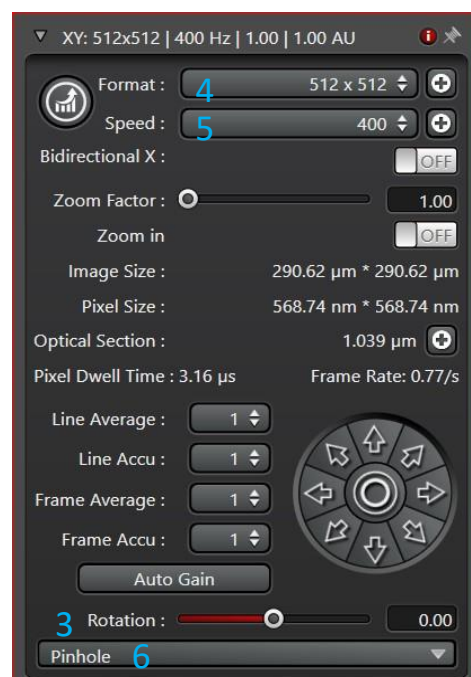 XY: 512x512 | 400 Hz | 1.00 | 1.00 AU
Format : 4 512 x 512
Speed : 5 400
Bidirectional X : OFF
Zoom Factor : 1.00
Zoom in OFF
Image Size : 290.62 µm * 290.62 µm
Pixel Size : 568.74 nm * 568.74 nm
Optical Section : 1.039 µm
Pixel Dwell Time : 3.16 µs Frame Rate: 0.77/s
Line Average : 1
Line Accu : 1
Frame Average : 1
Frame Accu : 1
Auto Gain
3 Rotation : 0.00
Pinhole 6